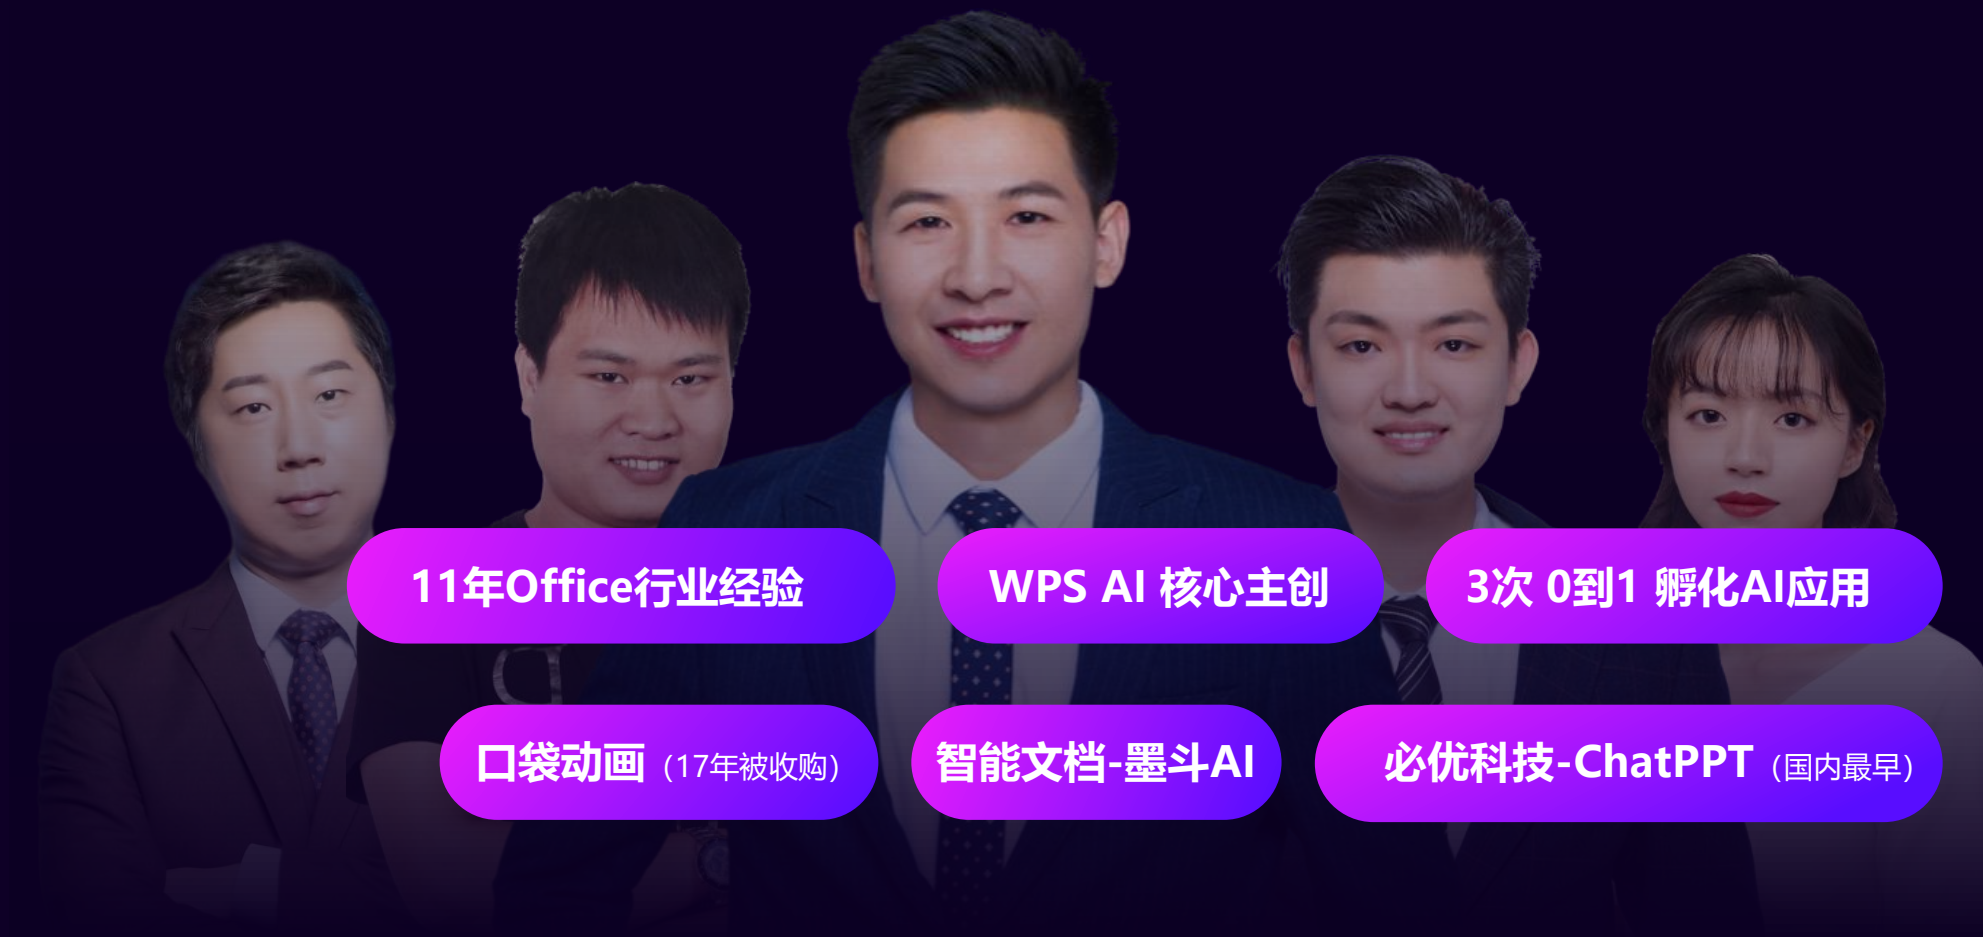 11年Office行业经验
WPS AI 核心主创
3次 0到1 孵化AI应用
口袋动画（17年被收购）
智能文档-墨斗AI
必优科技-ChatPPT（国内最早）